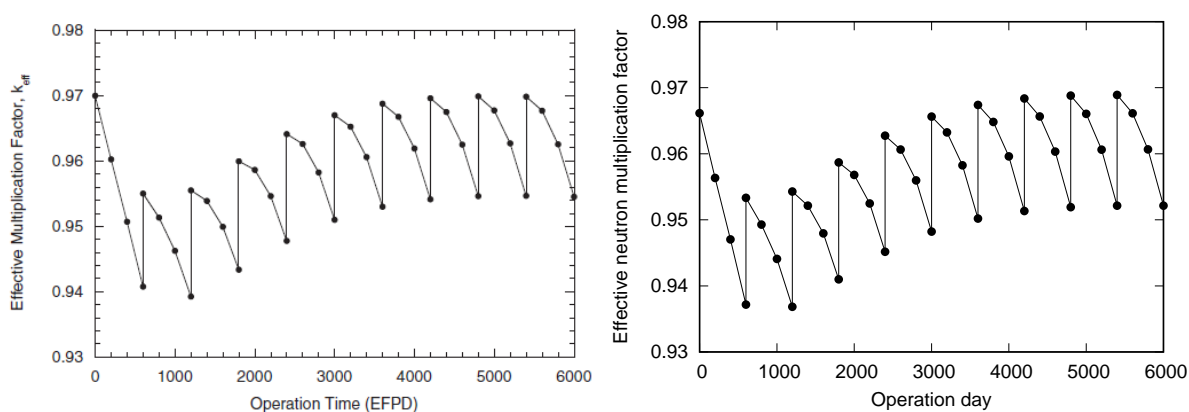 0.98
0.97
0.96
0.95
0.94
0.93
Effective Multiplication Factor, k_eff
0 1000 2000 3000 4000 5000 6000
Operation Time (EFPD)
0.98
0.97
0.96
0.95
0.94
0.93
Effective neutron multiplication factor
0 1000 2000 3000 4000 5000 6000
Operation day